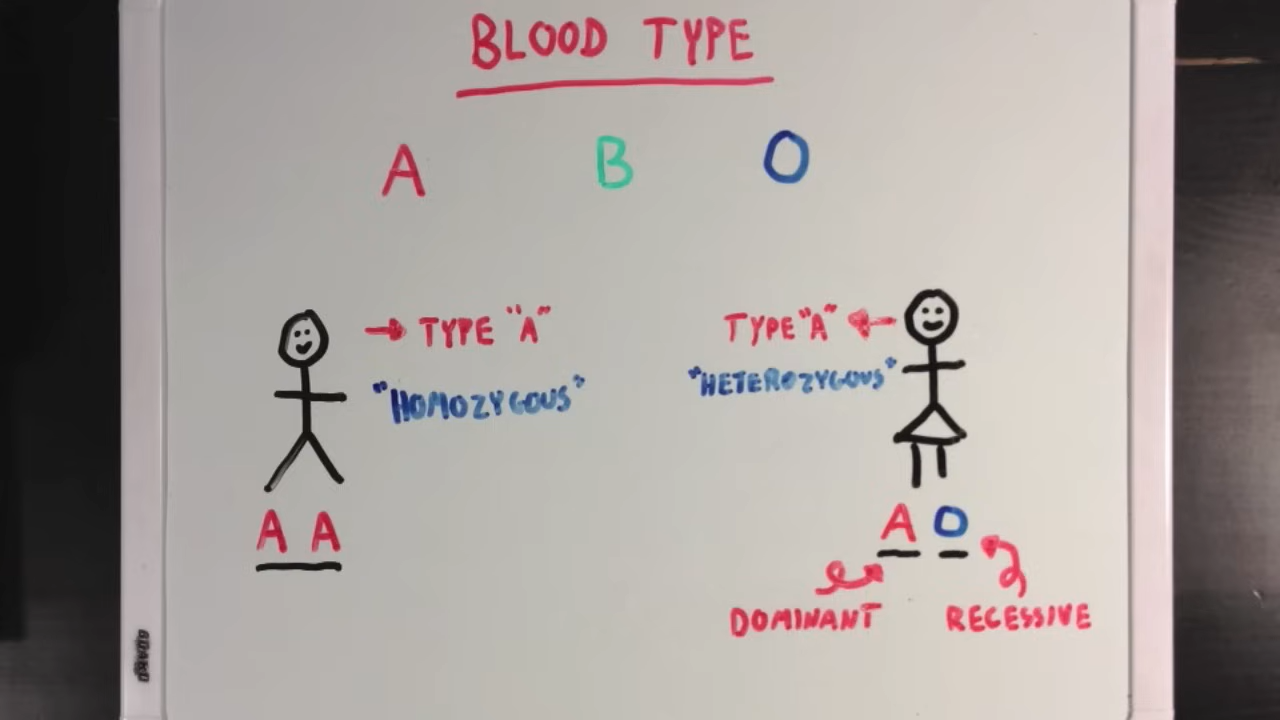 BLOOD TYPE
A B O
TYPE "A"
"HOMOZYGOUS"
A A
TYPE "A"
"HETEROZYGOUS"
A O
DOMINANT
RECESSIVE